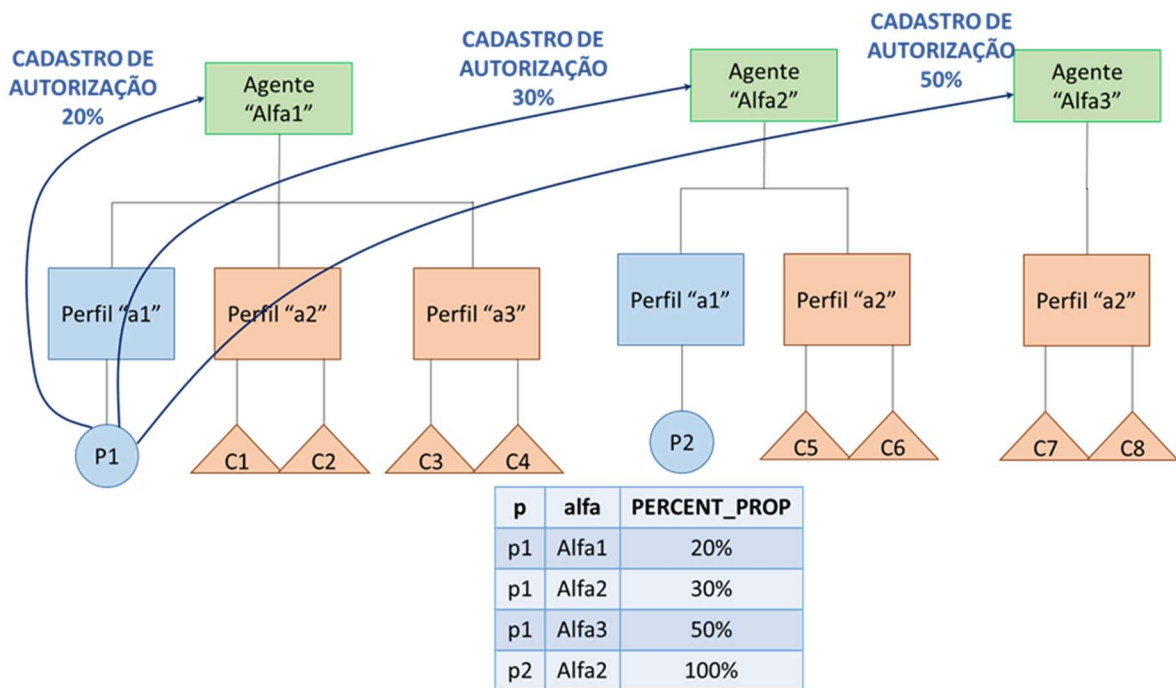 CADASTRO DE
AUTORIZAÇÃO
20%
Agente
“Alfa1”
CADASTRO DE
AUTORIZAÇÃO
30%
Agente
“Alfa2”
CADASTRO DE
AUTORIZAÇÃO
50%
Agente
“Alfa3”
Perfil “a1”
Perfil “a2”
Perfil “a3”
Perfil “a1”
Perfil “a2”
Perfil “a2”
P1
C1
C2
C3
C4
P2
C5
C6
C7
C8
p alfa PERCENT_PROP
p1 Alfa1 20%
p1 Alfa2 30%
p1 Alfa3 50%
p2 Alfa2 100%